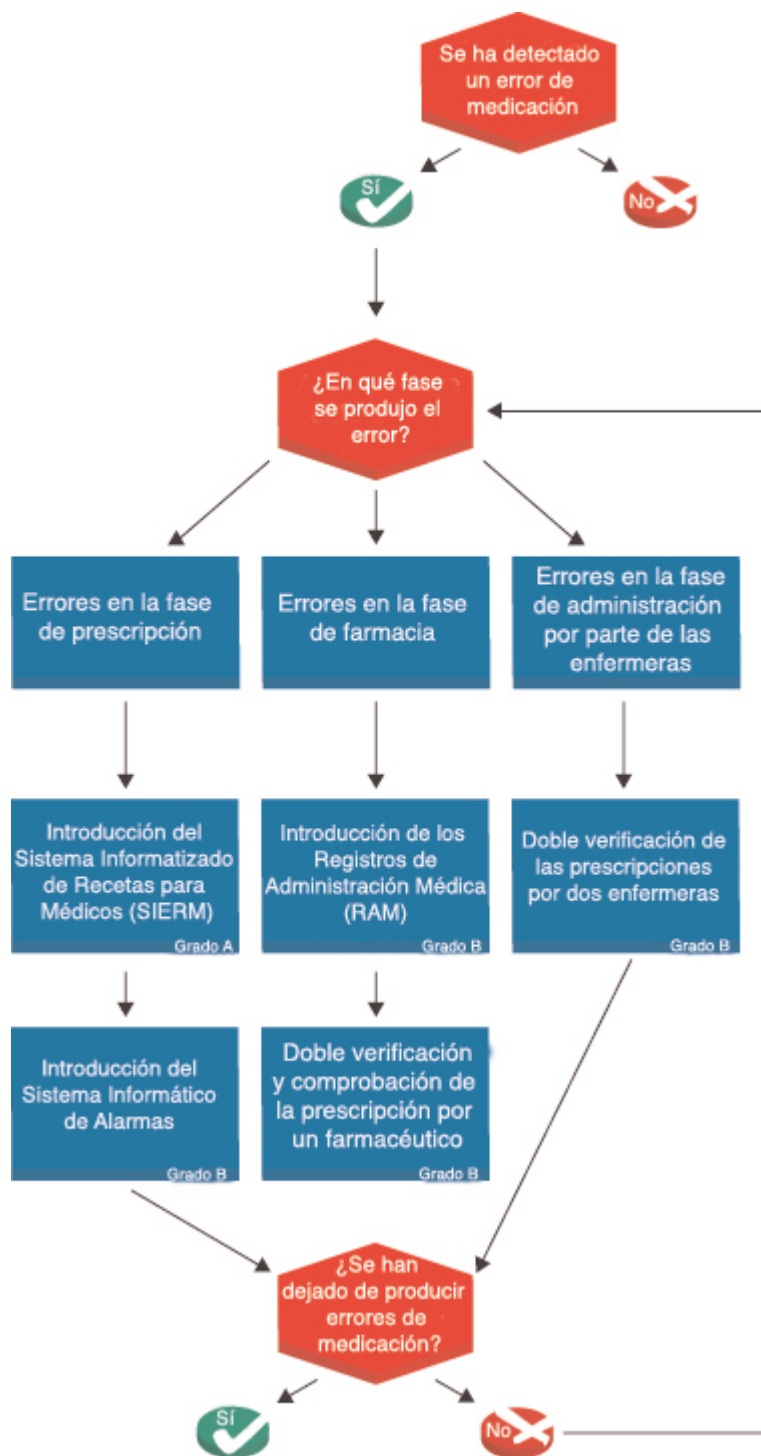 Se ha detectado
un error de
medicación
Sí
No
¿En qué fase
se produjo el
error?
Errores en la fase
de prescripción
Errores en la fase
de farmacia
Errores en la fase
de administración
por parte de las
enfermeras
Introducción del
Sistema Informatizado
de Recetas para
Médicos (SIERM)
Grado A
Introducción de los
Registros de
Administración Médica
(RAM)
Grado B
Doble verificación de
las prescripciones
por dos enfermeras
Grado B
Introducción del
Sistema Informático
de Alarmas
Grado B
Doble verificación
y comprobación de
la prescripción por
un farmacéutico
Grado B
¿Se han
dejado de producir
errores de
medicación?
Sí
No